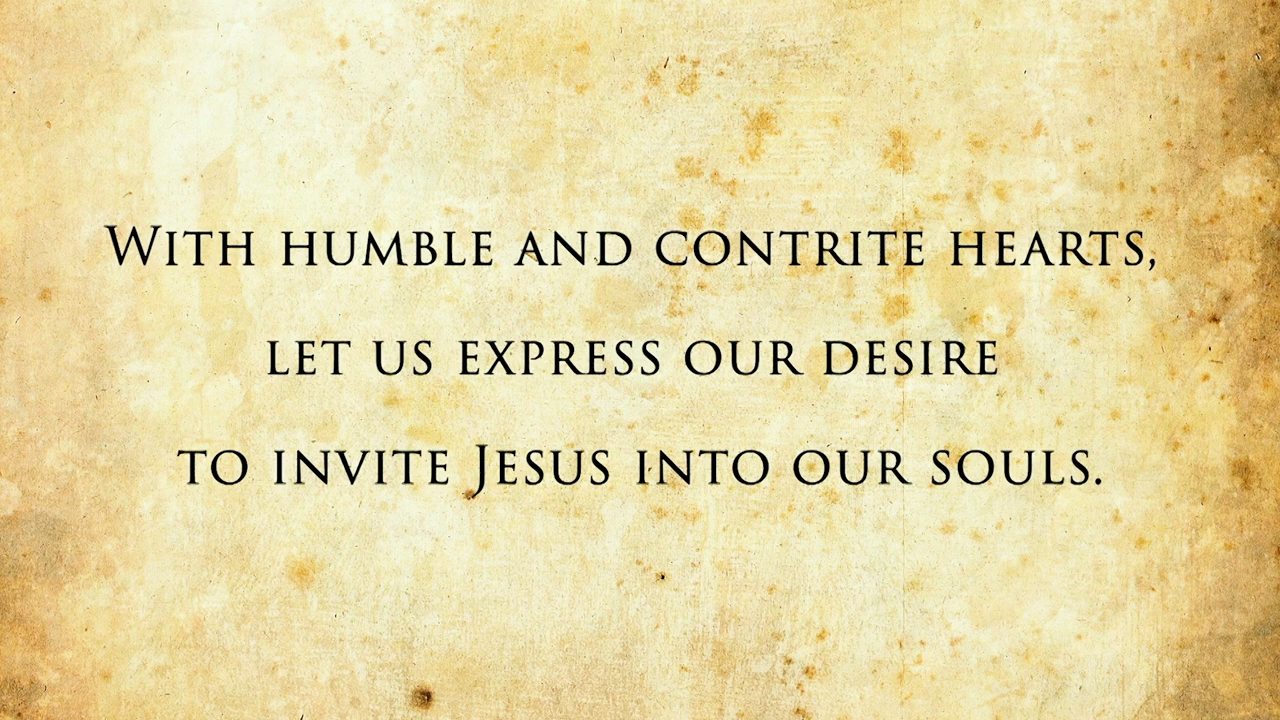 With humble and contrite hearts,
let us express our desire
to invite Jesus into our souls.